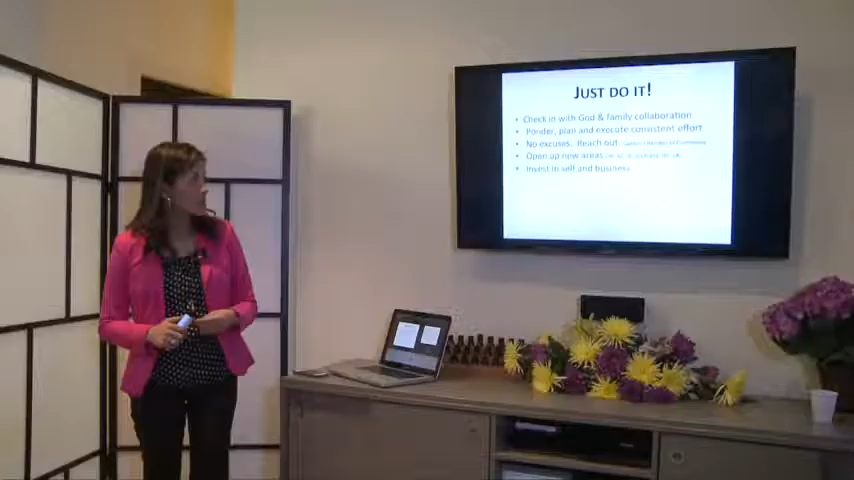 JUST DO IT!
• Check in with God & family collaboration
• Ponder, plan and execute consistent effort
• No excuses. Reach out.
• Open up new areas
• Invest in self and business